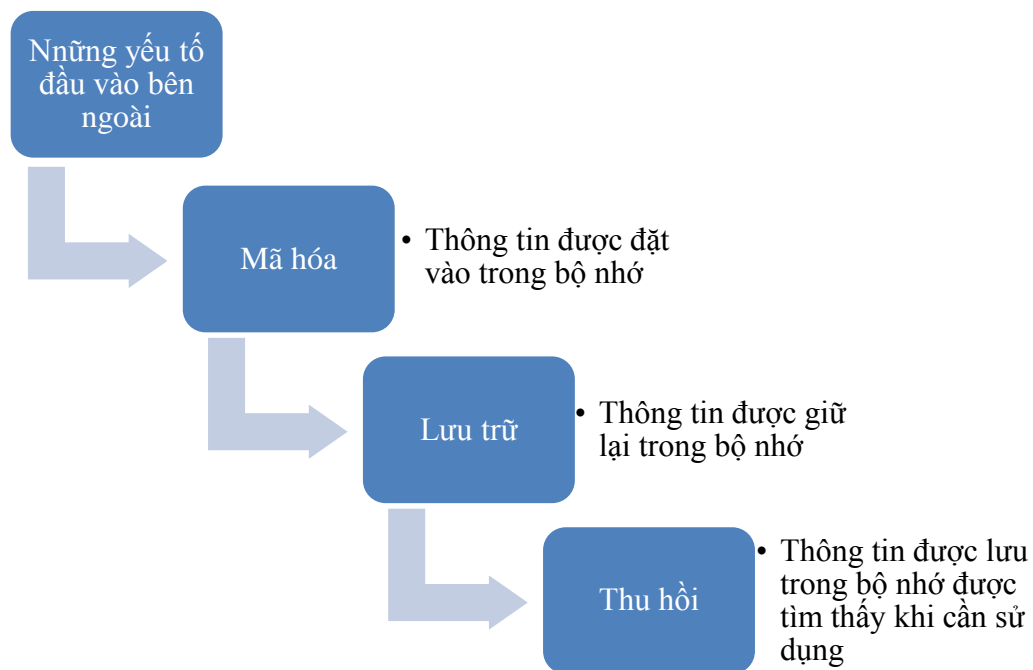 Nnững yếu tố
đầu vào bên
ngoài
Mã hóa
• Thông tin được đặt
vào trong bộ nhớ
Lưu trữ
• Thông tin được giữ
lại trong bộ nhớ
Thu hồi
• Thông tin được lưu
trong bộ nhớ được
tìm thấy khi cần sử
dụng